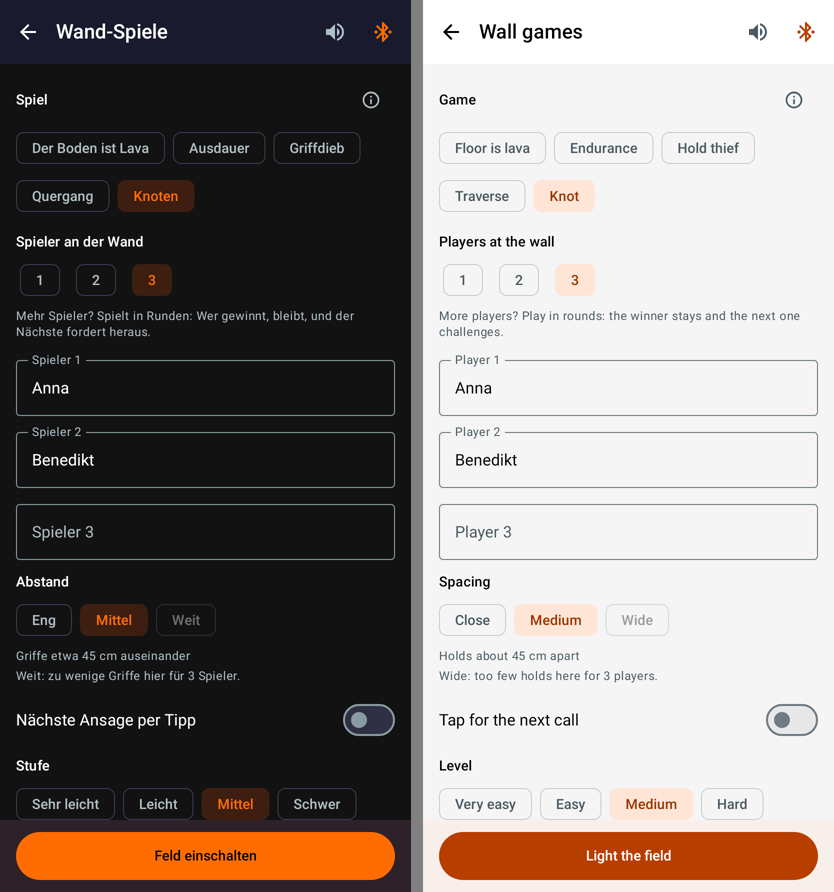 Wand-Spiele
Spiel
Der Boden ist Lava
Ausdauer
Griffdieb
Quergang
Knoten
Spieler an der Wand
1
2
3
Mehr Spieler? Spielt in Runden: Wer gewinnt, bleibt, und der
Nächste fordert heraus.
Spieler 1
Anna
Spieler 2
Benedikt
Spieler 3
Abstand
Eng
Mittel
Weit
Griffe etwa 45 cm auseinander
Weit: zu wenige Griffe hier für 3 Spieler.
Nächste Ansage per Tipp
Stufe
Sehr leicht
Leicht
Mittel
Schwer
Feld einschalten
Wall games
Game
Floor is lava
Endurance
Hold thief
Traverse
Knot
Players at the wall
1
2
3
More players? Play in rounds: the winner stays and the next one
challenges.
Player 1
Anna
Player 2
Benedikt
Player 3
Spacing
Close
Medium
Wide
Holds about 45 cm apart
Wide: too few holds here for 3 players.
Tap for the next call
Level
Very easy
Easy
Medium
Hard
Light the field